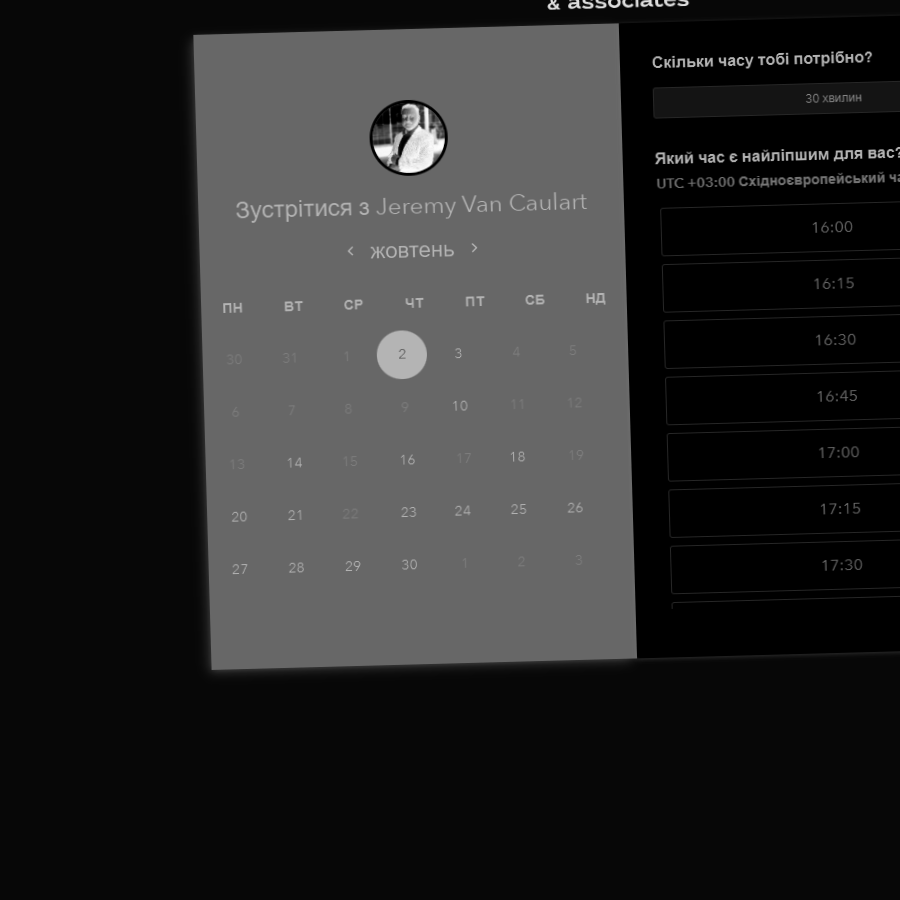 & associates
Зустрітися з Jeremy Van Caulart
жовтень
ПН ВТ СР ЧТ ПТ СБ НД
30 31 1 2 3 4 5
6 7 8 9 10 11 12
13 14 15 16 17 18 19
20 21 22 23 24 25 26
27 28 29 30 1 2 3
Скільки часу тобі потрібно?
30 хвилин
Який час є найліпшим для вас?
UTC +03:00 Східноєвропейський
16:00
16:15
16:30
16:45
17:00
17:15
17:30